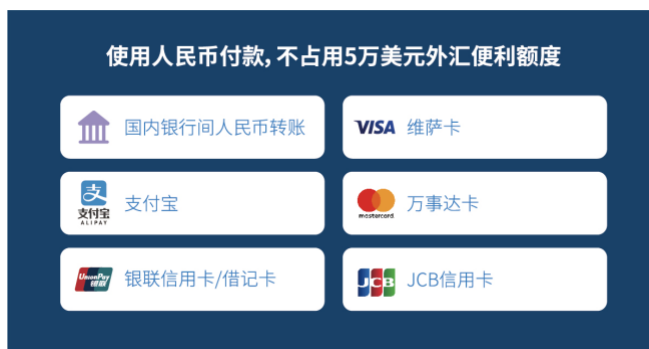 使用人民币付款, 不占用5万美元外汇便利额度
国内银行间人民币转账
VISA 维萨卡
支 支付宝 ALIPAY 支付宝
mastercard 万事达卡
UnionPay 银联 银联信用卡/借记卡
JCB JCB信用卡